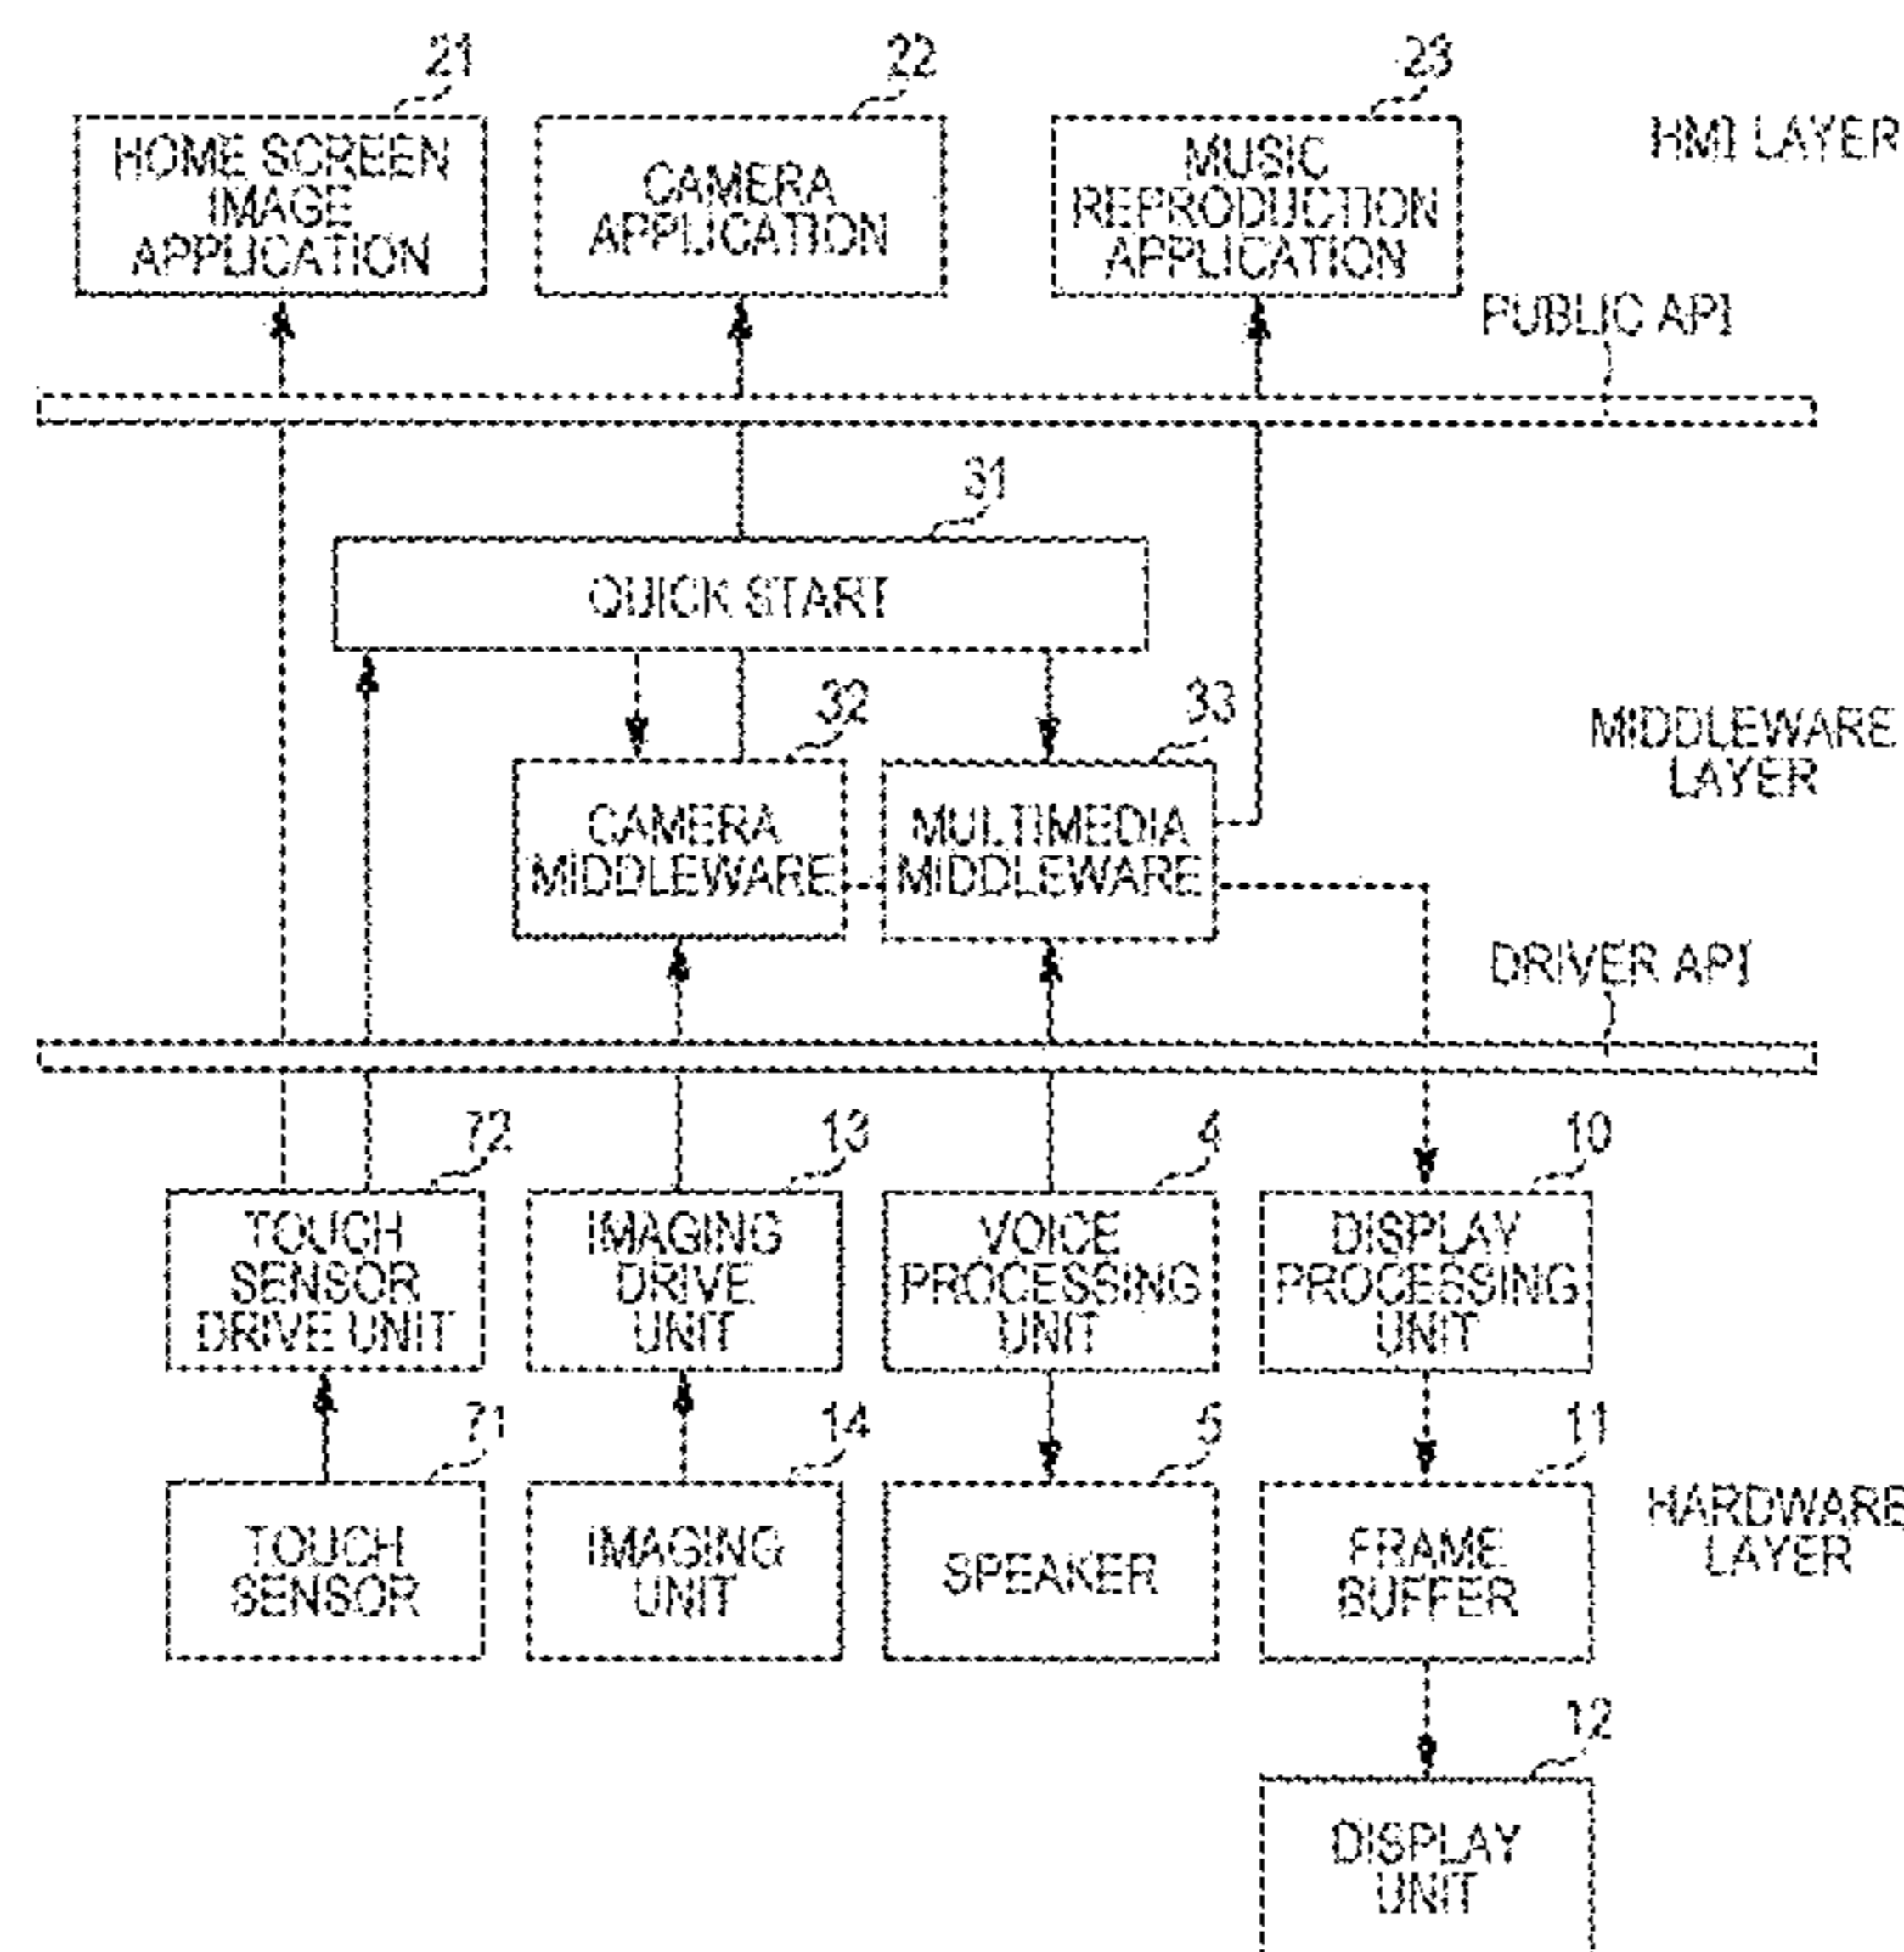 21
22
23
HMI LAYER
HOME SCREEN
IMAGE
APPLICATION
CAMERA
APPLICATION
MUSIC
REPRODUCTION
APPLICATION
PUBLIC API
31
QUICK START
32
33
MIDDLEWARE
LAYER
CAMERA
MIDDLEWARE
MULTIMEDIA
MIDDLEWARE
DRIVER API
72
13
4
10
TOUCH
SENSOR
DRIVE UNIT
IMAGING
DRIVE
UNIT
VOICE
PROCESSING
UNIT
DISPLAY
PROCESSING
UNIT
71
14
5
11
TOUCH
SENSOR
IMAGING
UNIT
SPEAKER
FRAME
BUFFER
HARDWARE
LAYER
12
DISPLAY
UNIT